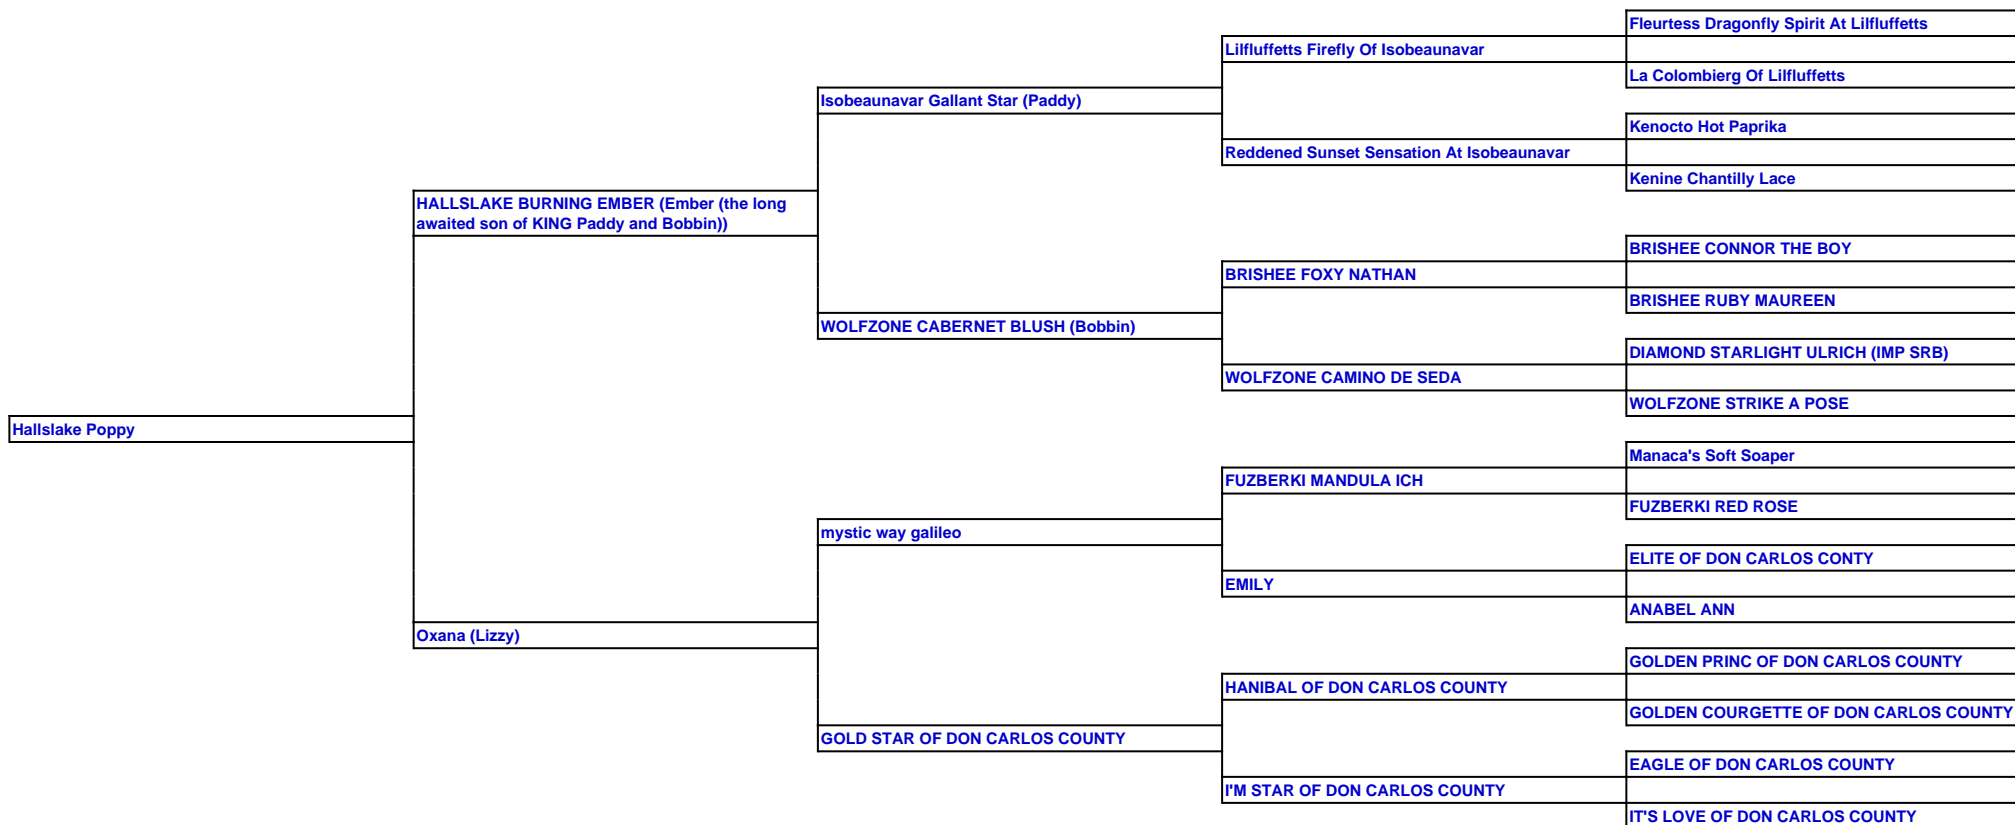 Fleurtess Dragonfly Spirit At Lilfluffetts
Lilfluffetts Firefly Of Isobeaunavar
La Colombierg Of Lilfluffetts
Isobeaunavar Gallant Star (Paddy)
Kenocto Hot Paprika
Reddened Sunset Sensation At Isobeaunavar
Kenine Chantilly Lace
HALLSLAKE BURNING EMBER (Ember (the long
awaited son of KING Paddy and Bobbin))
BRISHEE CONNOR THE BOY
BRISHEE FOXY NATHAN
BRISHEE RUBY MAUREEN
WOLFZONE CABERNET BLUSH (Bobbin)
DIAMOND STARLIGHT ULRICH (IMP SRB)
WOLFZONE CAMINO DE SEDA
WOLFZONE STRIKE A POSE
Hallslake Poppy
Manaca's Soft Soaper
FUZBERKI MANDULA ICH
FUZBERKI RED ROSE
mystic way galileo
ELITE OF DON CARLOS CONTY
EMILY
ANABEL ANN
Oxana (Lizzy)
GOLDEN PRINC OF DON CARLOS COUNTY
HANIBAL OF DON CARLOS COUNTY
GOLDEN COURGETTE OF DON CARLOS COUNTY
GOLD STAR OF DON CARLOS COUNTY
EAGLE OF DON CARLOS COUNTY
I'M STAR OF DON CARLOS COUNTY
IT'S LOVE OF DON CARLOS COUNTY